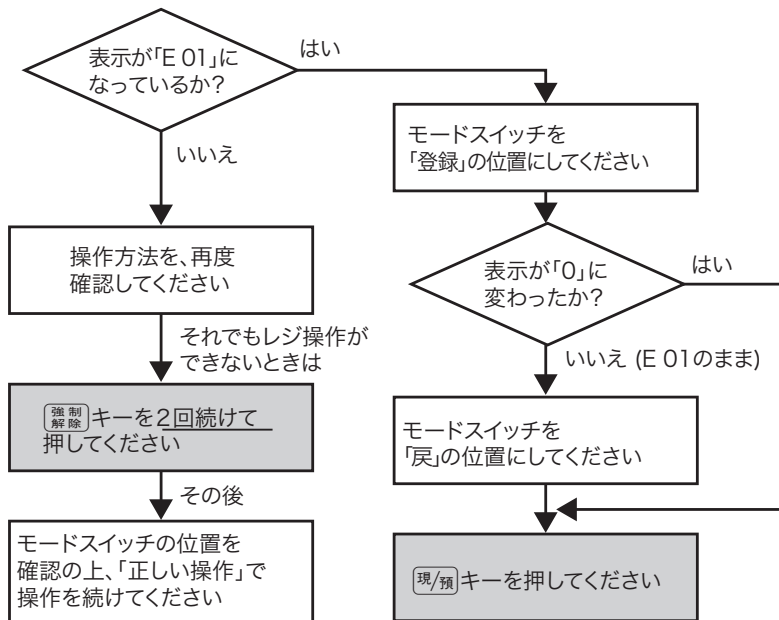 表示が「E 01」に
なっているか？
はい
いいえ
操作方法を、再度
確認してください
それでもレジ操作が
できないときは
強制
解除 キーを2回続けて
押してください
その後
モードスイッチの位置を
確認の上、「正しい操作」で
操作を続けてください
モードスイッチを
「登録」の位置にしてください
表示が「0」に
変わったか？
はい
いいえ (E 01のまま)
モードスイッチを
「戻」の位置にしてください
現/預 キーを押してください